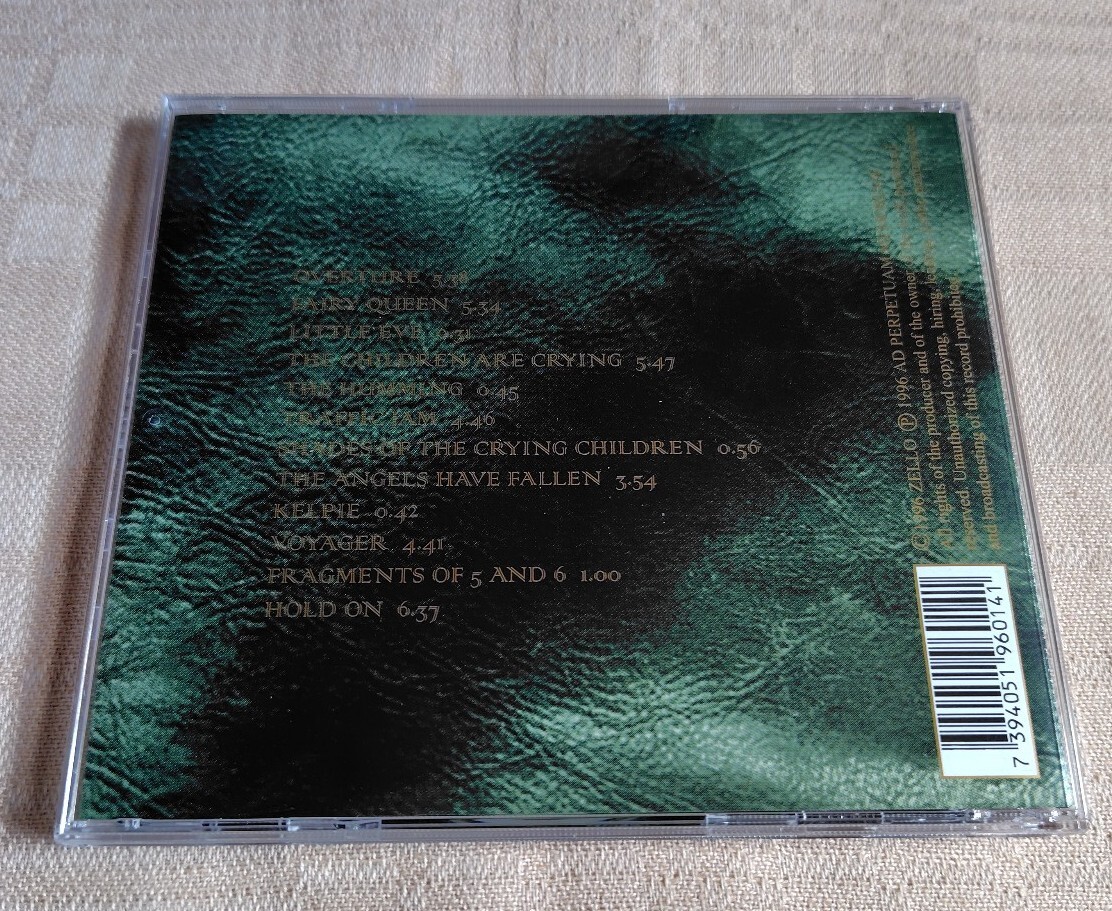 OVERTURE 5.38
FAIRY QUEEN 5.34
LITTLE EVE 0.31
THE CHILDREN ARE CRYING 5.47
THE HUMMING 0.45
TRAFFIC JAM 4.46
SHADES OF THE CRYING CHILDREN 0.56
THE ANGELS HAVE FALLEN 3.54
KELPIE 0.42
VOYAGER 4.41
FRAGMENTS OF 5 AND 6 1.00
HOLD ON 6.37
© 1996 ZELLO ℗ 1996 AD PERPETUAM
All rights of the producer and of the owner
reserved. Unauthorized copying, hiring,
and broadcasting of this record prohibited
7 394051 960141